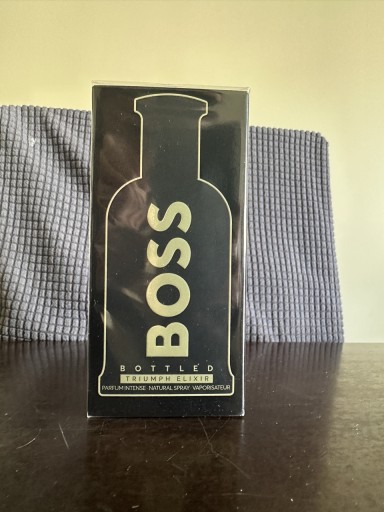 BOSS
BOTTLED
TRIUMPH ELIXIR
PARFUM INTENSE · NATURAL SPRAY · VAPORISATEUR